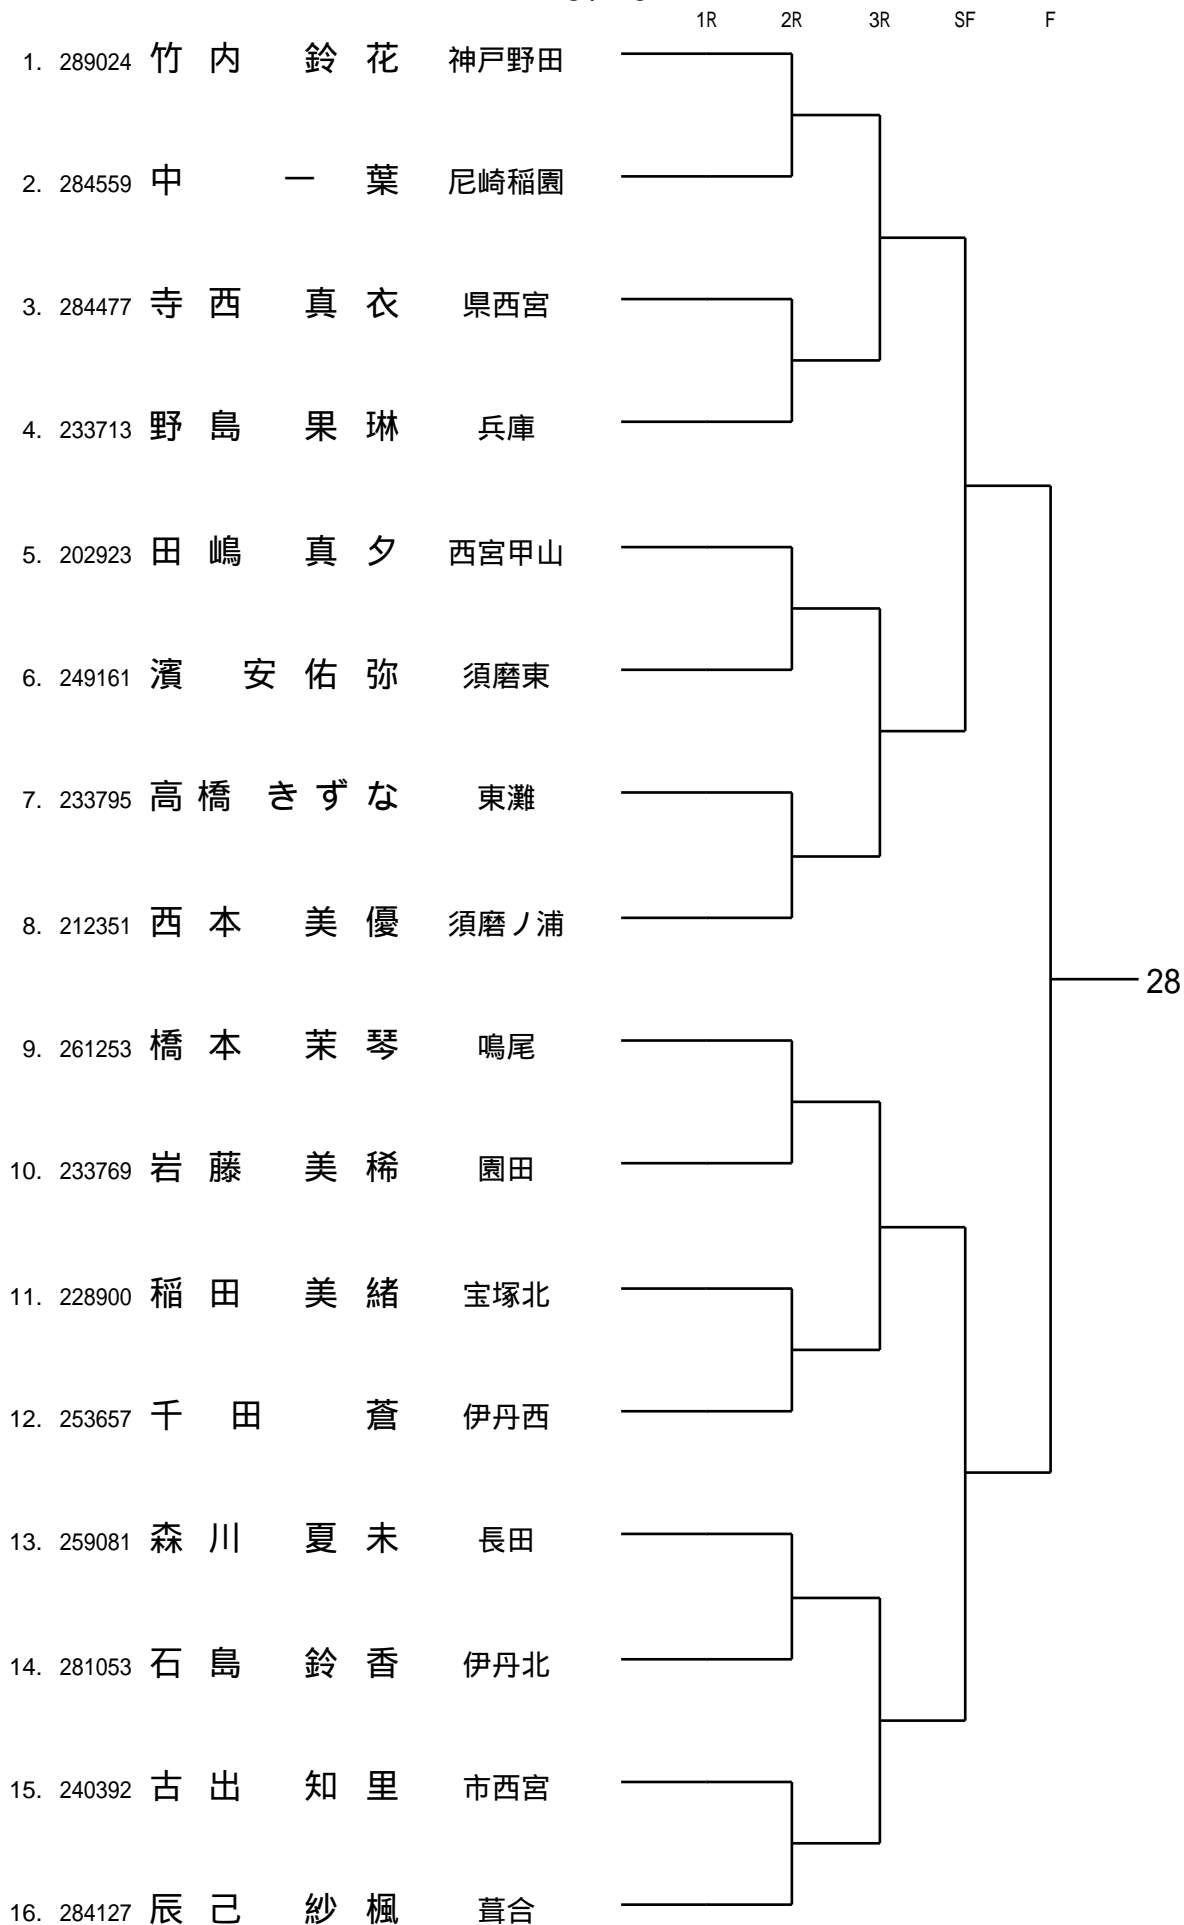 1R 2R 3R SF F
1. 289024 竹内 鈴花 神戸野田
2. 284559 中 一葉 尼崎稲園
3. 284477 寺西 真衣 県西宮
4. 233713 野島 果琳 兵庫
5. 202923 田嶋 真夕 西宮甲山
6. 249161 濱 安佑弥 須磨東
7. 233795 高橋 きずな 東灘
8. 212351 西本 美優 須磨ノ浦
28
9. 261253 橋本 茉琴 鳴尾
10. 233769 岩藤 美稀 園田
11. 228900 稲田 美緒 宝塚北
12. 253657 千田 蒼 伊丹西
13. 259081 森川 夏未 長田
14. 281053 石島 鈴香 伊丹北
15. 240392 古出 知里 市西宮
16. 284127 辰己 紗楓 葺合